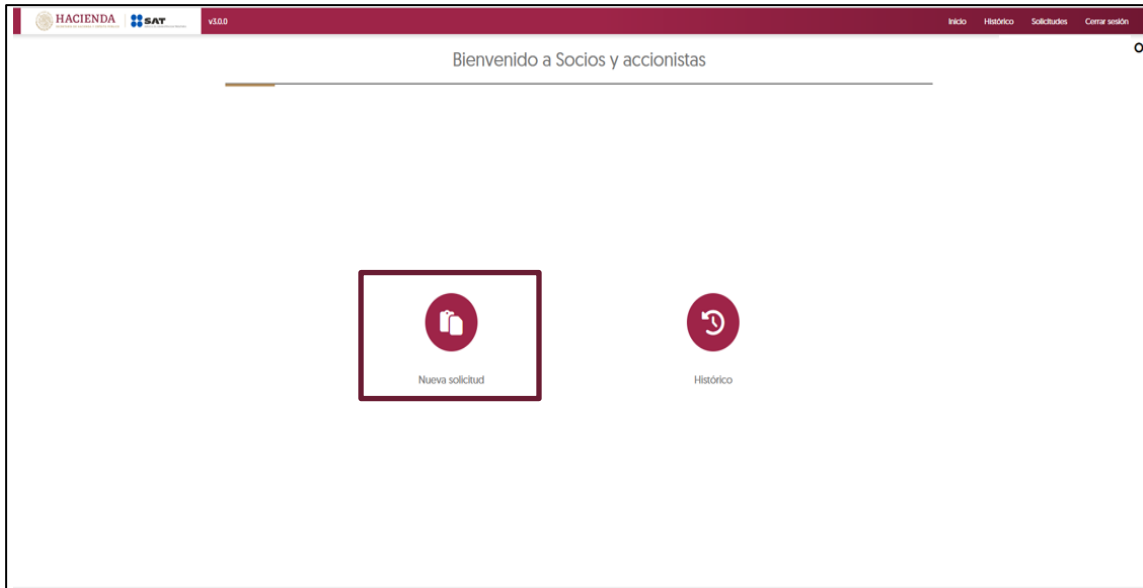 HACIENDA SAT v3.0.0 Inicio Histórico Solicitudes Cerrar sesión
O
Bienvenido a Socios y accionistas
Nueva solicitud Histórico